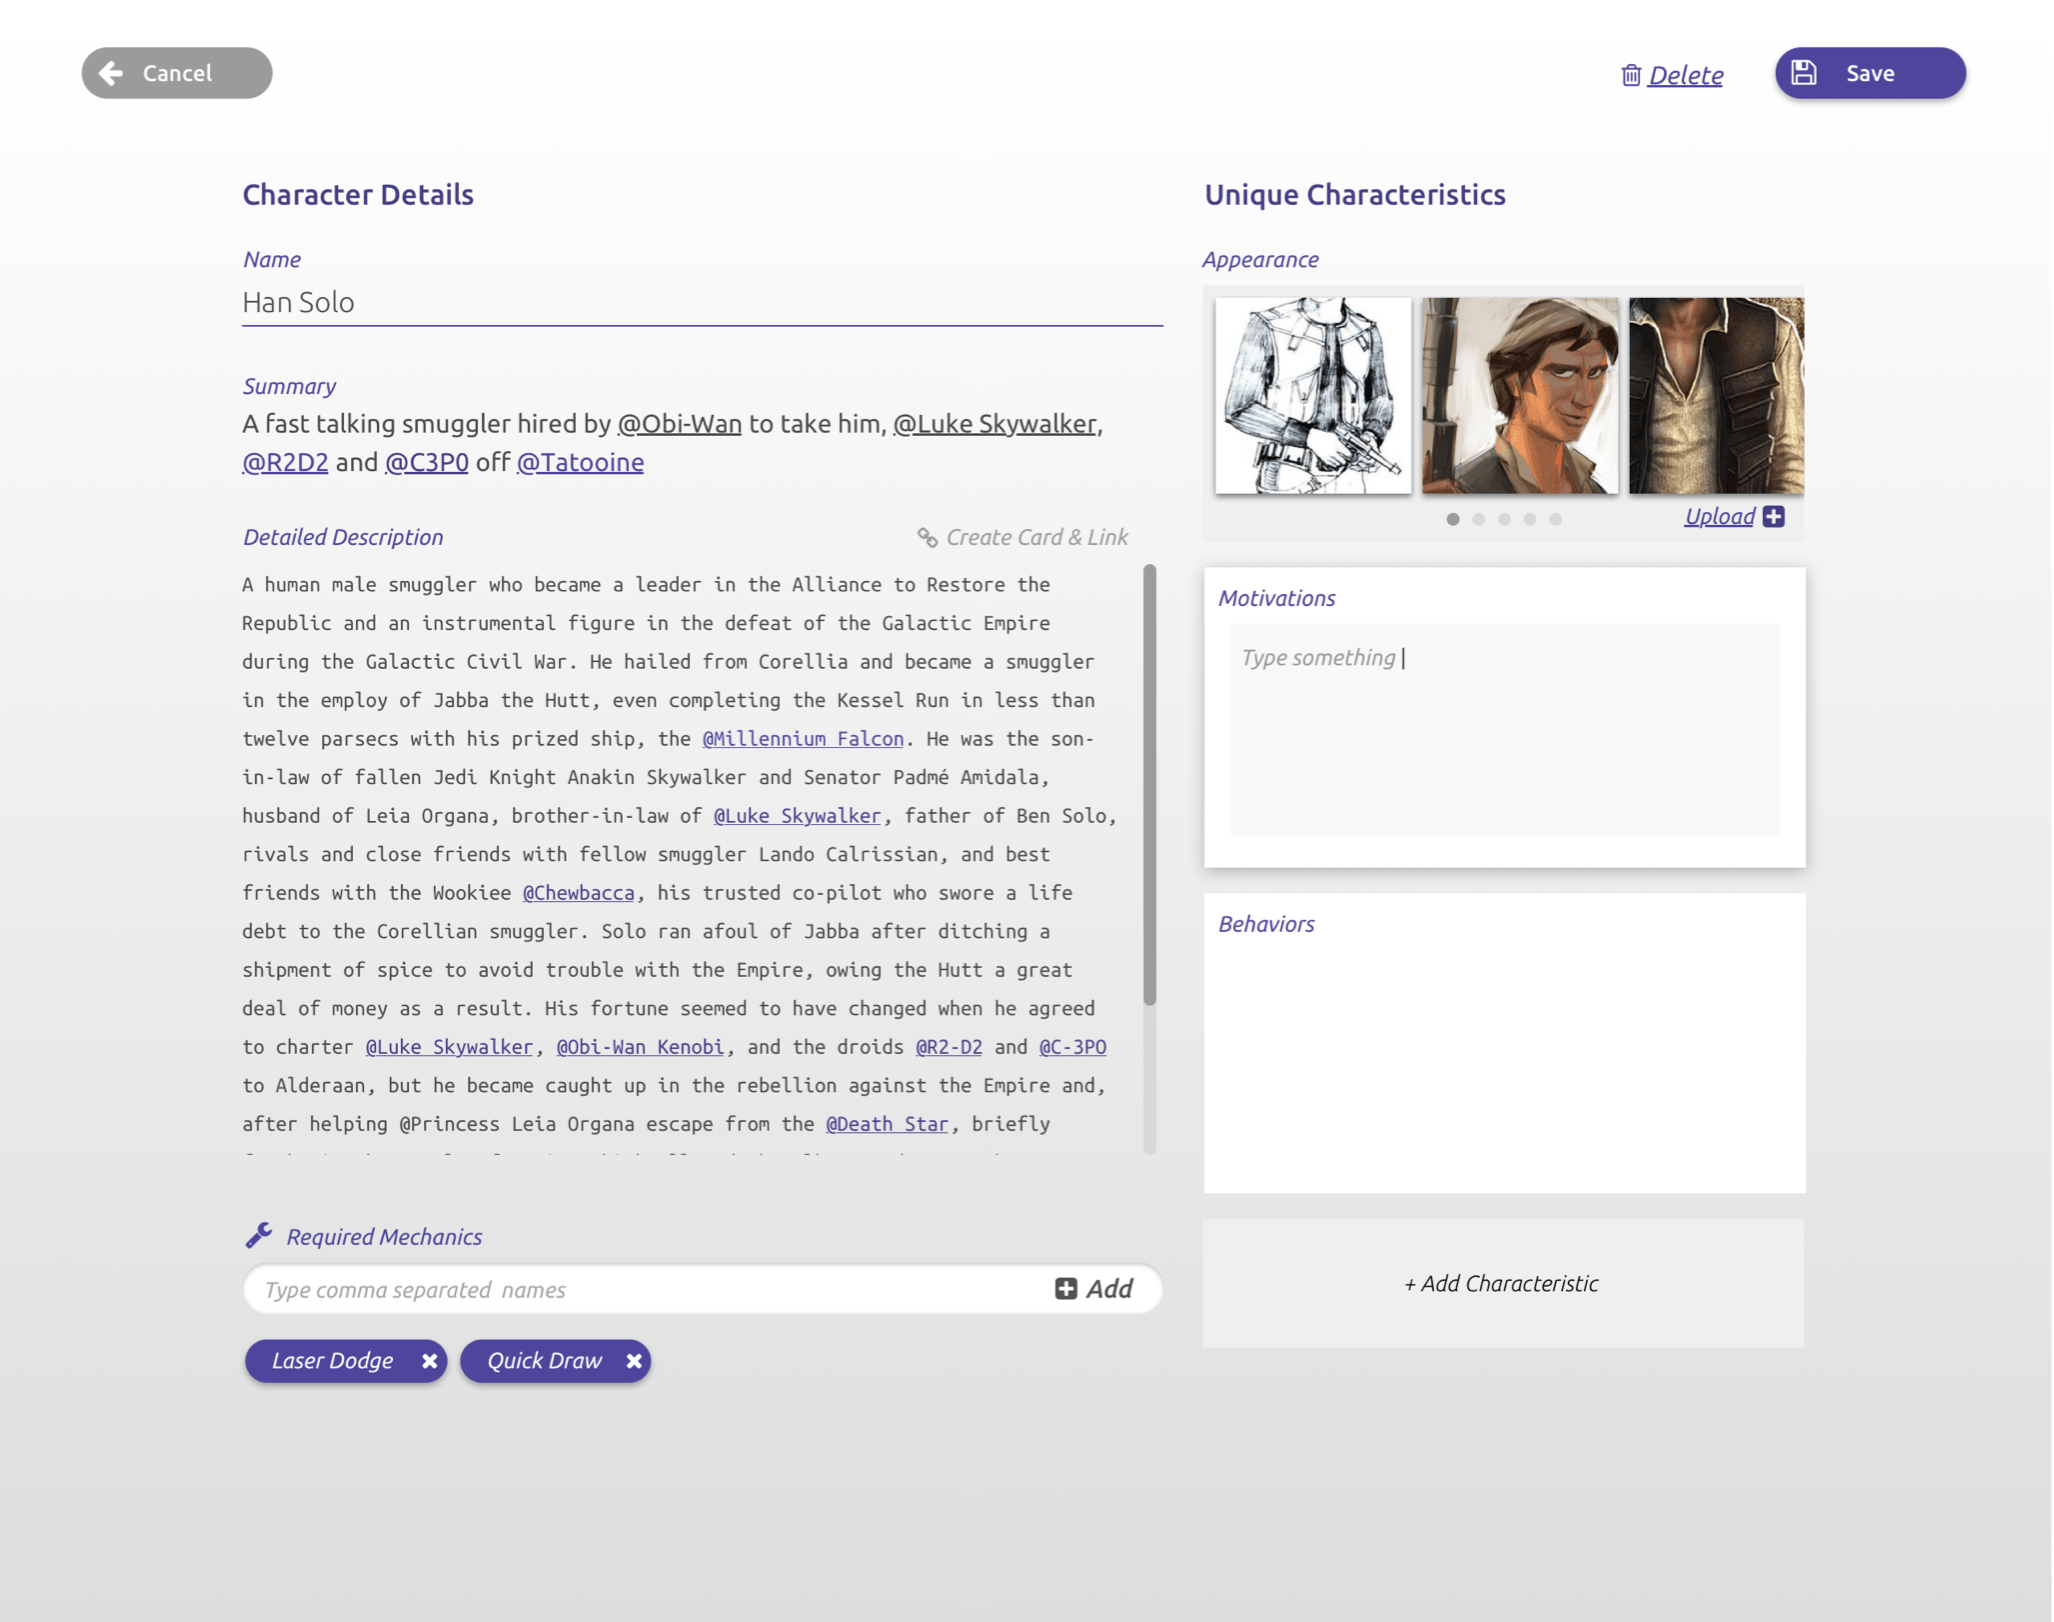 Cancel
Delete
Save
Character Details
Name
Han Solo
Summary
A fast talking smuggler hired by @Obi-Wan to take him, @Luke Skywalker,
@R2D2 and @C3P0 off @Tatooine
Detailed Description
Create Card & Link
A human male smuggler who became a leader in the Alliance to Restore the
Republic and an instrumental figure in the defeat of the Galactic Empire
during the Galactic Civil War. He hailed from Corellia and became a smuggler
in the employ of Jabba the Hutt, even completing the Kessel Run in less than
twelve parsecs with his prized ship, the @Millennium Falcon. He was the son-
in-law of fallen Jedi Knight Anakin Skywalker and Senator Padmé Amidala,
husband of Leia Organa, brother-in-law of @Luke Skywalker, father of Ben Solo,
rivals and close friends with fellow smuggler Lando Calrissian, and best
friends with the Wookiee @Chewbacca, his trusted co-pilot who swore a life
debt to the Corellian smuggler. Solo ran afoul of Jabba after ditching a
shipment of spice to avoid trouble with the Empire, owing the Hutt a great
deal of money as a result. His fortune seemed to have changed when he agreed
to charter @Luke Skywalker, @Obi-Wan Kenobi, and the droids @R2-D2 and @C-3PO
to Alderaan, but he became caught up in the rebellion against the Empire and,
after helping @Princess Leia Organa escape from the @Death Star, briefly
Required Mechanics
Type comma separated  names
Add
Laser Dodge
Quick Draw
Unique Characteristics
Appearance
Upload
Motivations
Type something
Behaviors
+ Add Characteristic